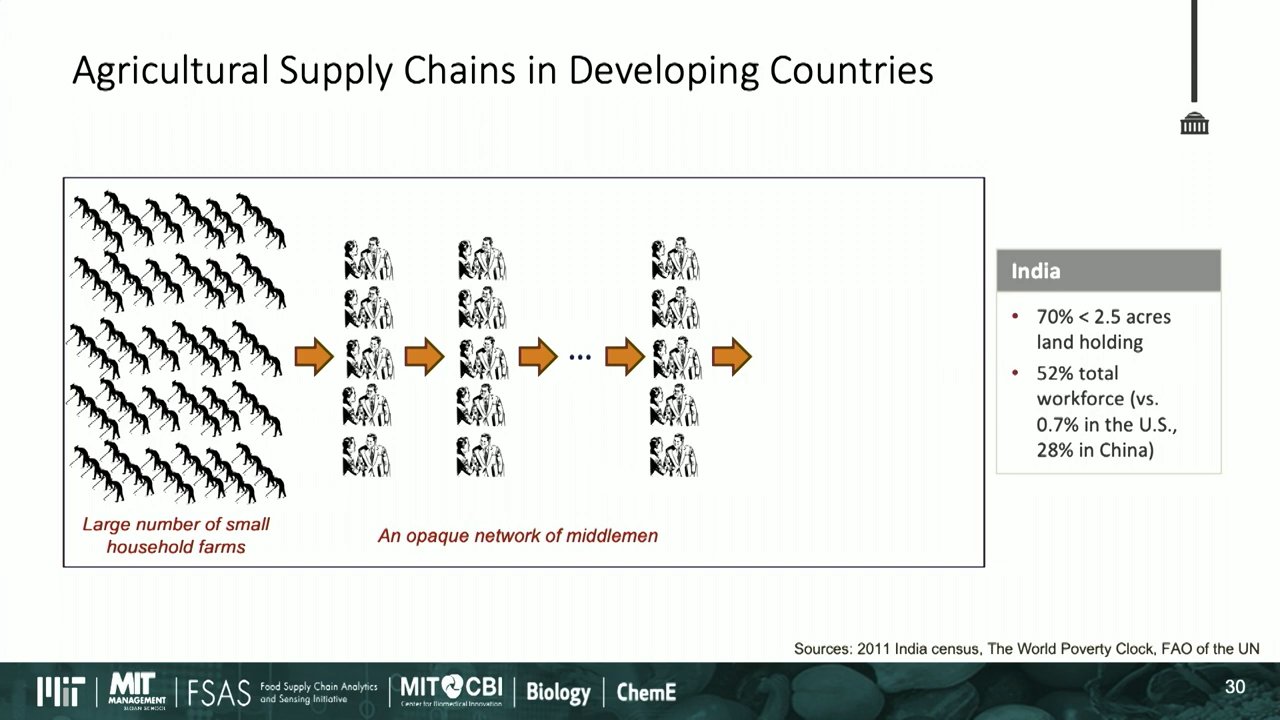 Agricultural Supply Chains in Developing Countries
Large number of small
household farms
...
An opaque network of middlemen
India
• 70% < 2.5 acres
land holding
• 52% total
workforce (vs.
0.7% in the U.S.,
28% in China)
Sources: 2011 India census, The World Poverty Clock, FAO of the UN
MIT
MIT
MANAGEMENT
SLOAN SCHOOL
FSAS
Food Supply Chain Analytics
and Sensing Initiative
MIT CBI
Center for Biomedical Innovation
Biology
ChemE
30